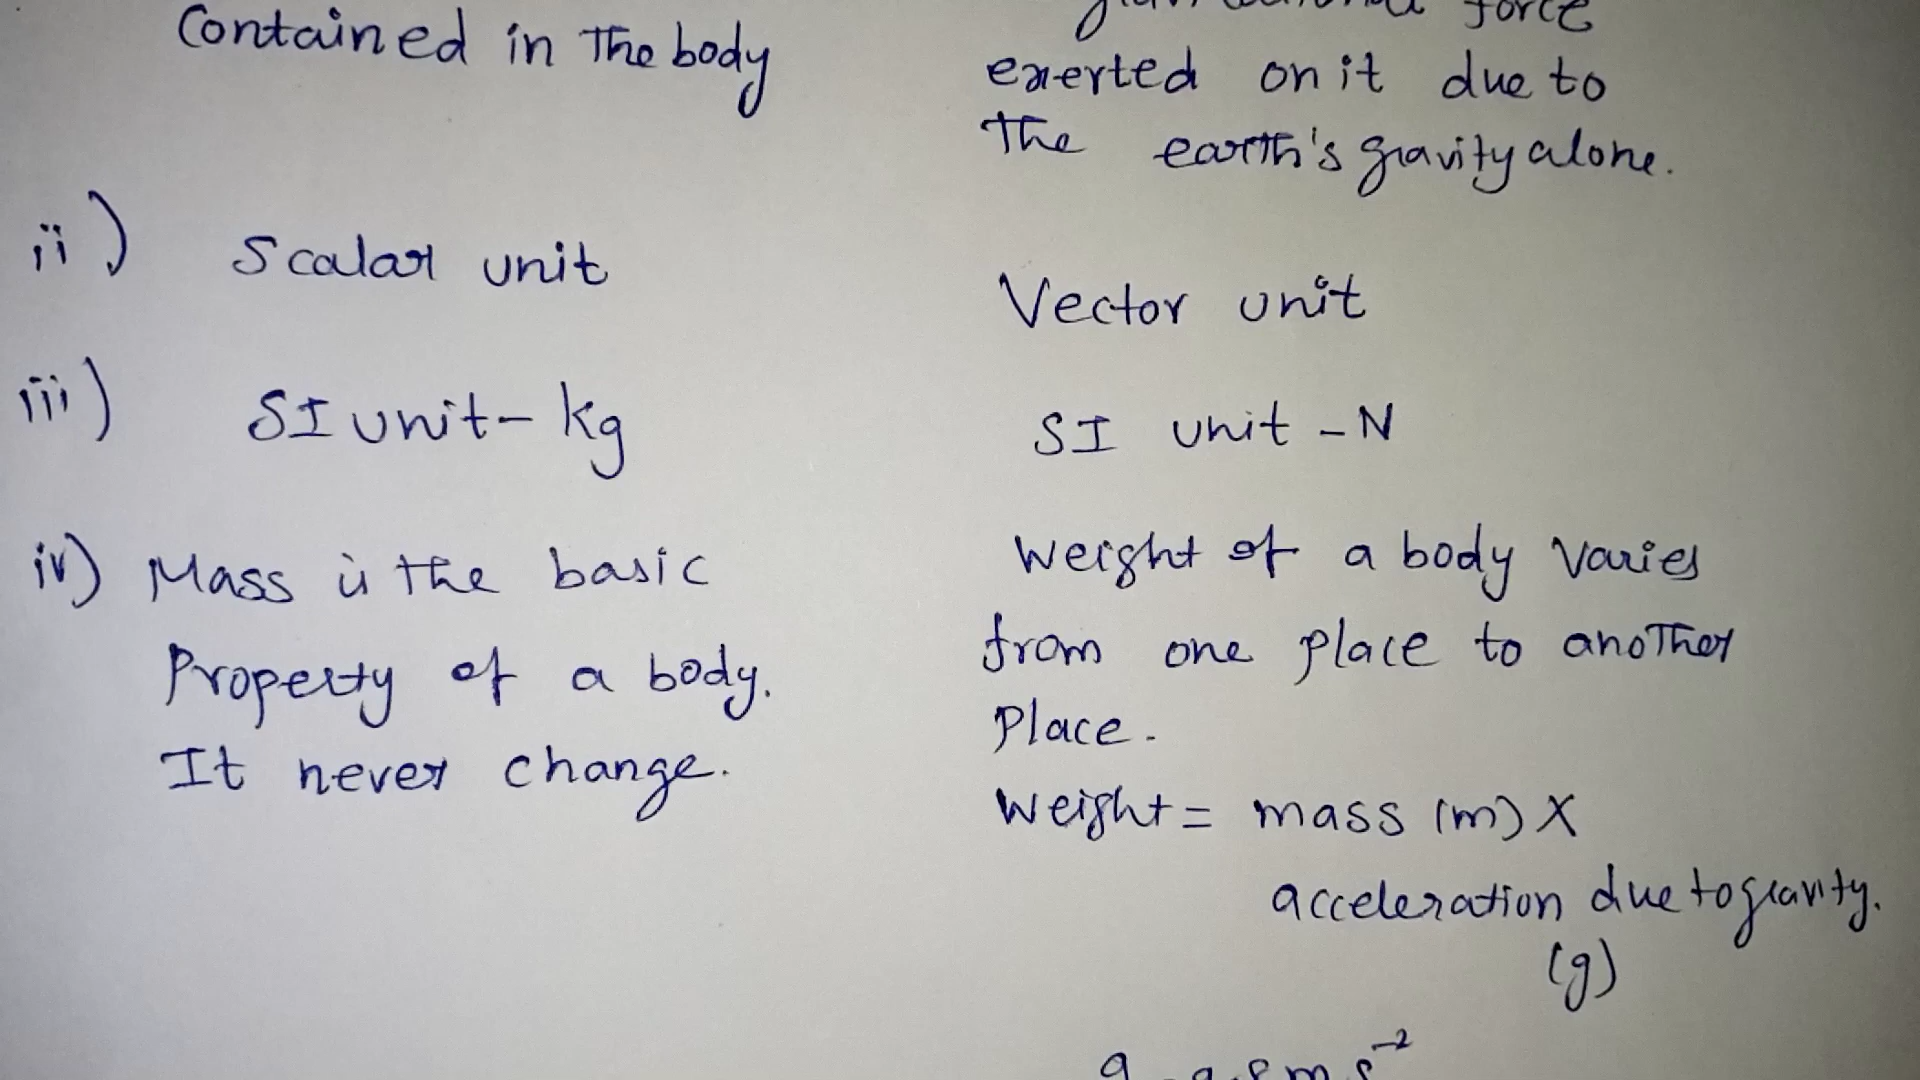 Contained in the body
force
exerted on it due to
the earth's gravity alone.
ii) Scalar unit
Vector unit
iii) SI unit - kg
SI unit - N
iv) Mass is the basic
Property of a body.
It never change.
Weight of a body varies
from one place to another
Place.
Weight = mass (m) X
acceleration due to gravity.
(g)